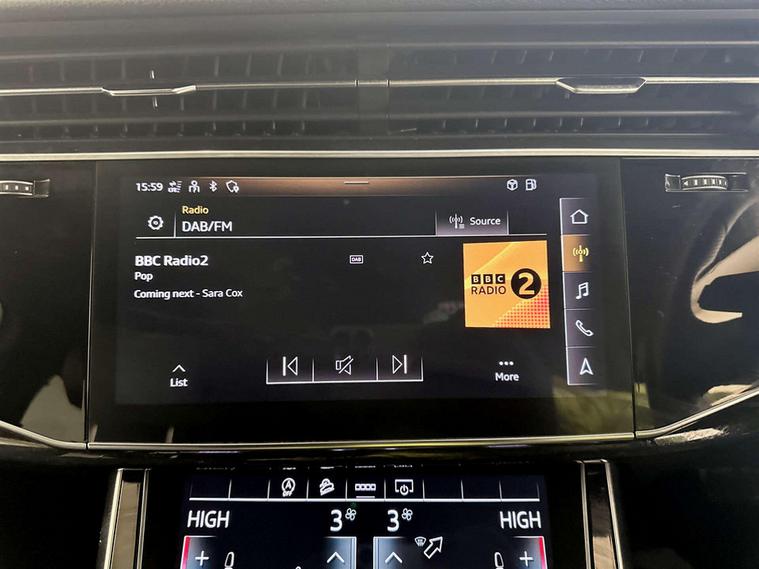 15:59
Radio
DAB/FM
Source
BBC Radio2
DAB
Pop
Coming next - Sara Cox
BBC
RADIO 2
List
More
OFF
HIGH 3 3 HIGH
+ +